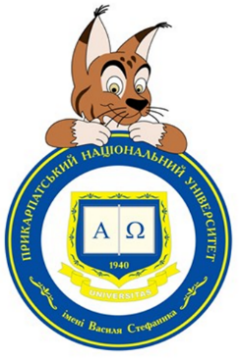 ПРИКАРПАТСЬКИЙ НАЦІОНАЛЬНИЙ УНІВЕРСИТЕТ
Α Ω
1940
UNIVERSITAS
імені Василя Стефаника